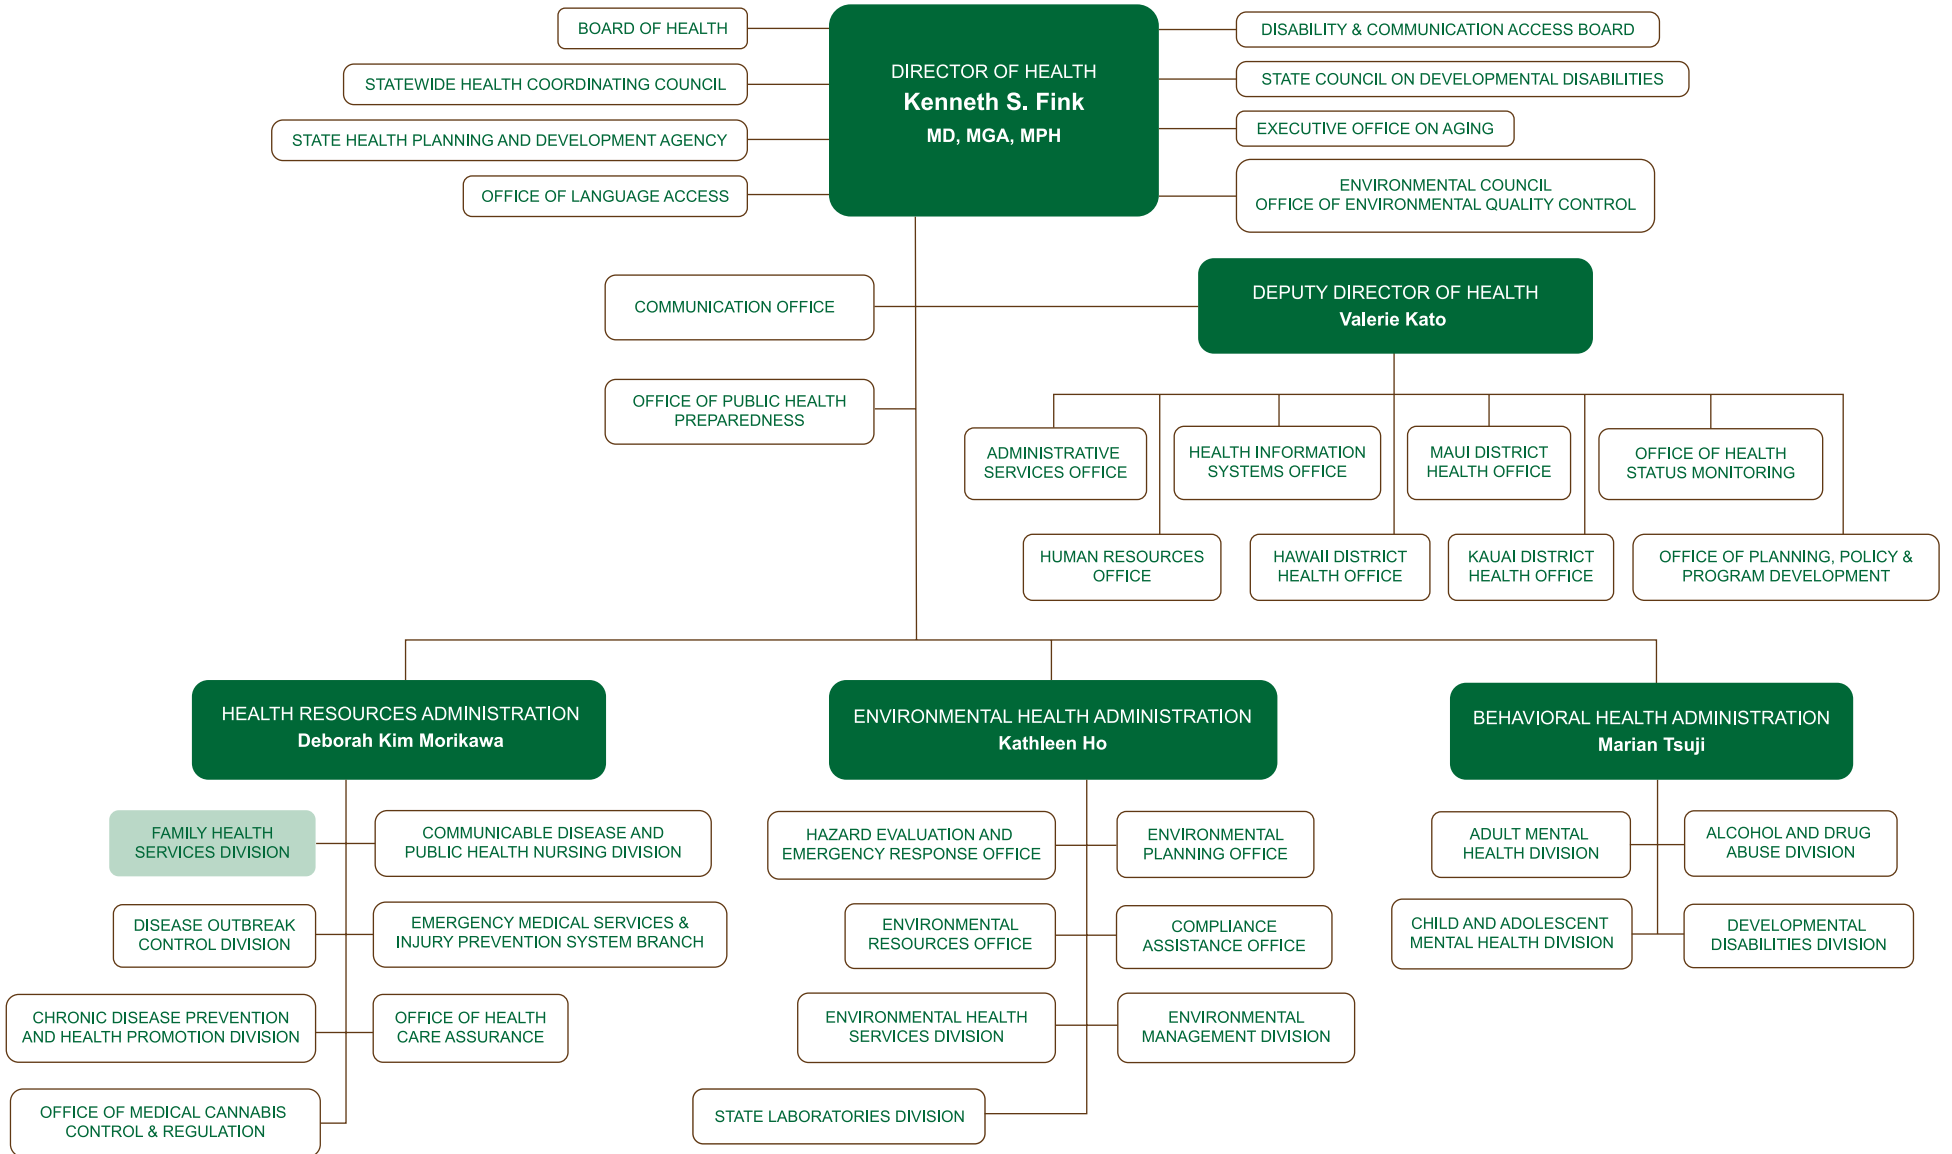 BOARD OF HEALTH
STATEWIDE HEALTH COORDINATING COUNCIL
STATE HEALTH PLANNING AND DEVELOPMENT AGENCY
OFFICE OF LANGUAGE ACCESS
DIRECTOR OF HEALTH
Kenneth S. Fink
MD, MGA, MPH
DISABILITY & COMMUNICATION ACCESS BOARD
STATE COUNCIL ON DEVELOPMENTAL DISABILITIES
EXECUTIVE OFFICE ON AGING
ENVIRONMENTAL COUNCIL
OFFICE OF ENVIRONMENTAL QUALITY CONTROL
COMMUNICATION OFFICE
DEPUTY DIRECTOR OF HEALTH
Valerie Kato
OFFICE OF PUBLIC HEALTH
PREPAREDNESS
ADMINISTRATIVE
SERVICES OFFICE
HEALTH INFORMATION
SYSTEMS OFFICE
MAUI DISTRICT
HEALTH OFFICE
OFFICE OF HEALTH
STATUS MONITORING
HUMAN RESOURCES
OFFICE
HAWAII DISTRICT
HEALTH OFFICE
KAUAI DISTRICT
HEALTH OFFICE
OFFICE OF PLANNING, POLICY &
PROGRAM DEVELOPMENT
HEALTH RESOURCES ADMINISTRATION
Deborah Kim Morikawa
FAMILY HEALTH
SERVICES DIVISION
COMMUNICABLE DISEASE AND
PUBLIC HEALTH NURSING DIVISION
DISEASE OUTBREAK
CONTROL DIVISION
EMERGENCY MEDICAL SERVICES &
INJURY PREVENTION SYSTEM BRANCH
CHRONIC DISEASE PREVENTION
AND HEALTH PROMOTION DIVISION
OFFICE OF HEALTH
CARE ASSURANCE
OFFICE OF MEDICAL CANNABIS
CONTROL & REGULATION
ENVIRONMENTAL HEALTH ADMINISTRATION
Kathleen Ho
HAZARD EVALUATION AND
EMERGENCY RESPONSE OFFICE
ENVIRONMENTAL
PLANNING OFFICE
ENVIRONMENTAL
RESOURCES OFFICE
COMPLIANCE
ASSISTANCE OFFICE
ENVIRONMENTAL HEALTH
SERVICES DIVISION
ENVIRONMENTAL
MANAGEMENT DIVISION
STATE LABORATORIES DIVISION
BEHAVIORAL HEALTH ADMINISTRATION
Marian Tsuji
ADULT MENTAL
HEALTH DIVISION
ALCOHOL AND DRUG
ABUSE DIVISION
CHILD AND ADOLESCENT
MENTAL HEALTH DIVISION
DEVELOPMENTAL
DISABILITIES DIVISION